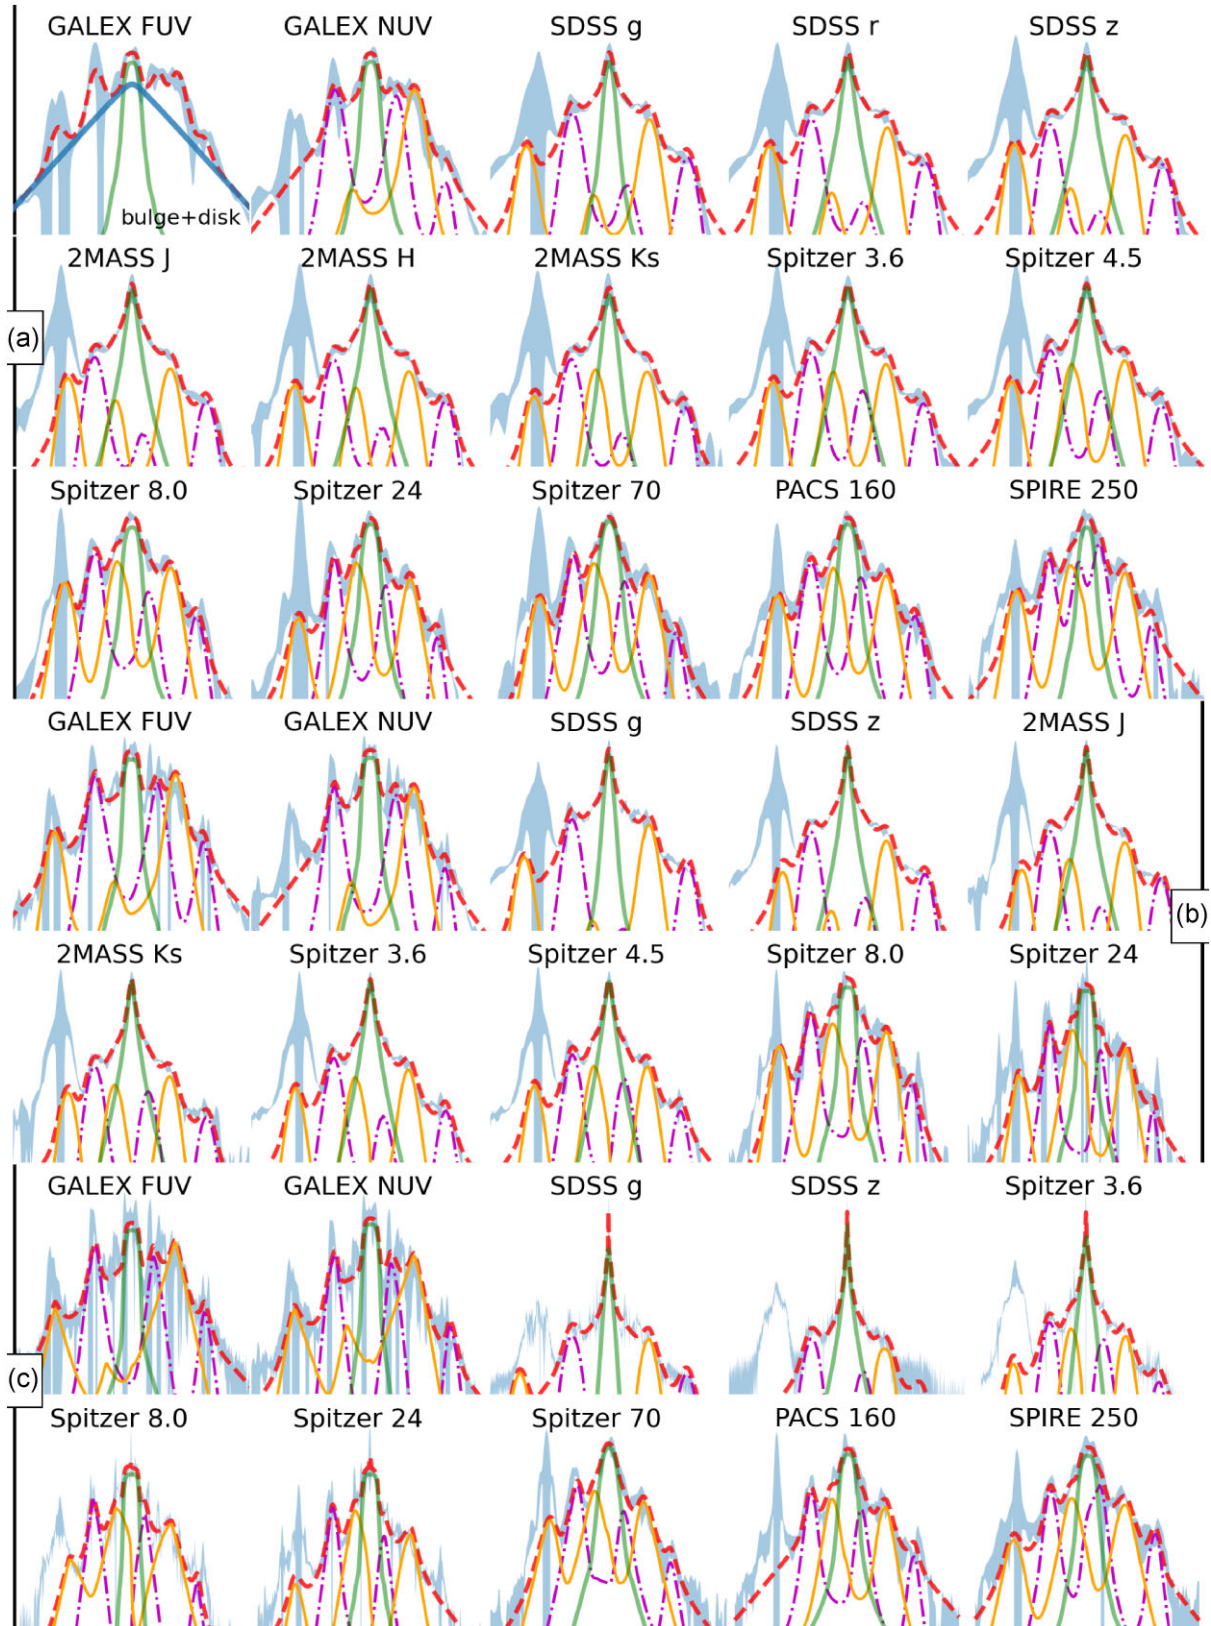 GALEX FUV GALEX NUV SDSS g SDSS r SDSS z
bulge+disk
2MASS J 2MASS H 2MASS Ks Spitzer 3.6 Spitzer 4.5
(a)
Spitzer 8.0 Spitzer 24 Spitzer 70 PACS 160 SPIRE 250
GALEX FUV GALEX NUV SDSS g SDSS z 2MASS J
(b)
2MASS Ks Spitzer 3.6 Spitzer 4.5 Spitzer 8.0 Spitzer 24
GALEX FUV GALEX NUV SDSS g SDSS z Spitzer 3.6
(c)
Spitzer 8.0 Spitzer 24 Spitzer 70 PACS 160 SPIRE 250